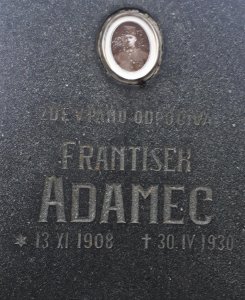 ZDE V PÁNU ODPOČÍVÁ
FRANTIŠEK
ADAMEC
* 13 XI 1908 † 30. IV 1930